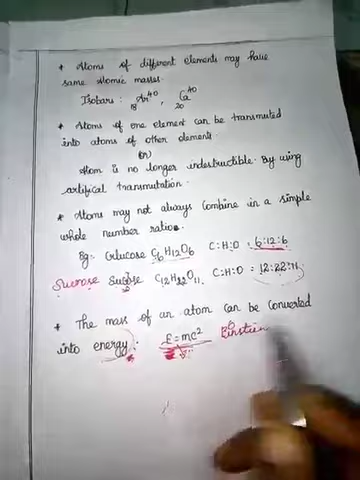 * Atoms of different elements may have
same atomic masses.
Isobars : 18Ar40 , 20Ca40
* Atoms of one element can be transmuted
into atoms of other elements
(or)
Atom is no longer indestructible. By using
artifical transmutation.
* Atoms may not always combine in a simple
whole number ratio.
Eg: Glucose C6H12O6 C:H:O = 6:12:6
Sucrose Sucrose C12H22O11 C:H:O = 12:22:11
* The mass of an atom can be converted
into energy: E=mc2 Einstein